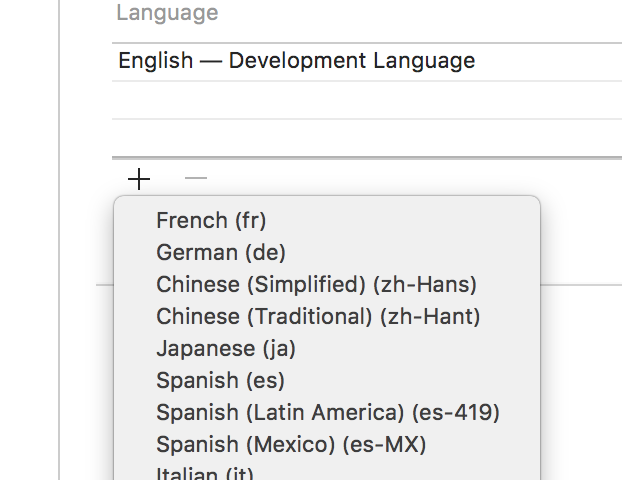 Language
English — Development Language
French (fr)
German (de)
Chinese (Simplified) (zh-Hans)
Chinese (Traditional) (zh-Hant)
Japanese (ja)
Spanish (es)
Spanish (Latin America) (es-419)
Spanish (Mexico) (es-MX)
Italian (it)